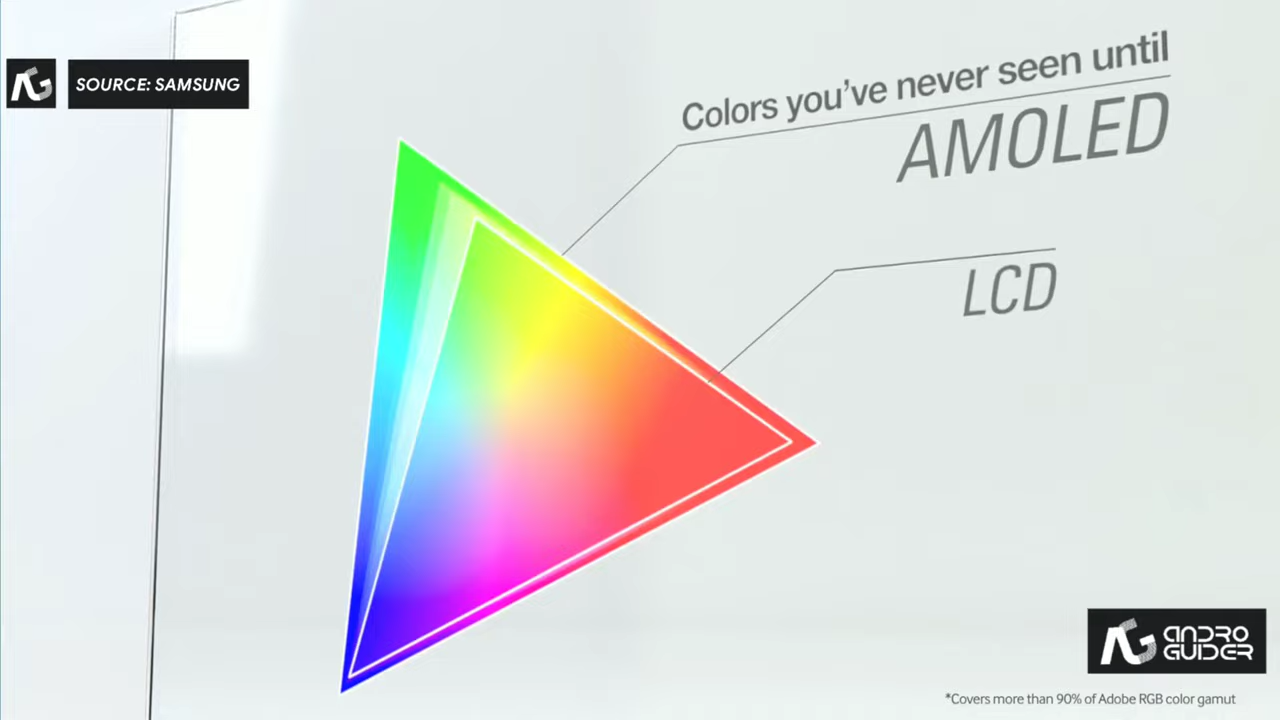 SOURCE: SAMSUNG
Colors you've never seen until
AMOLED
LCD
ANDRO
GUIDER
*Covers more than 90% of Adobe RGB color gamut